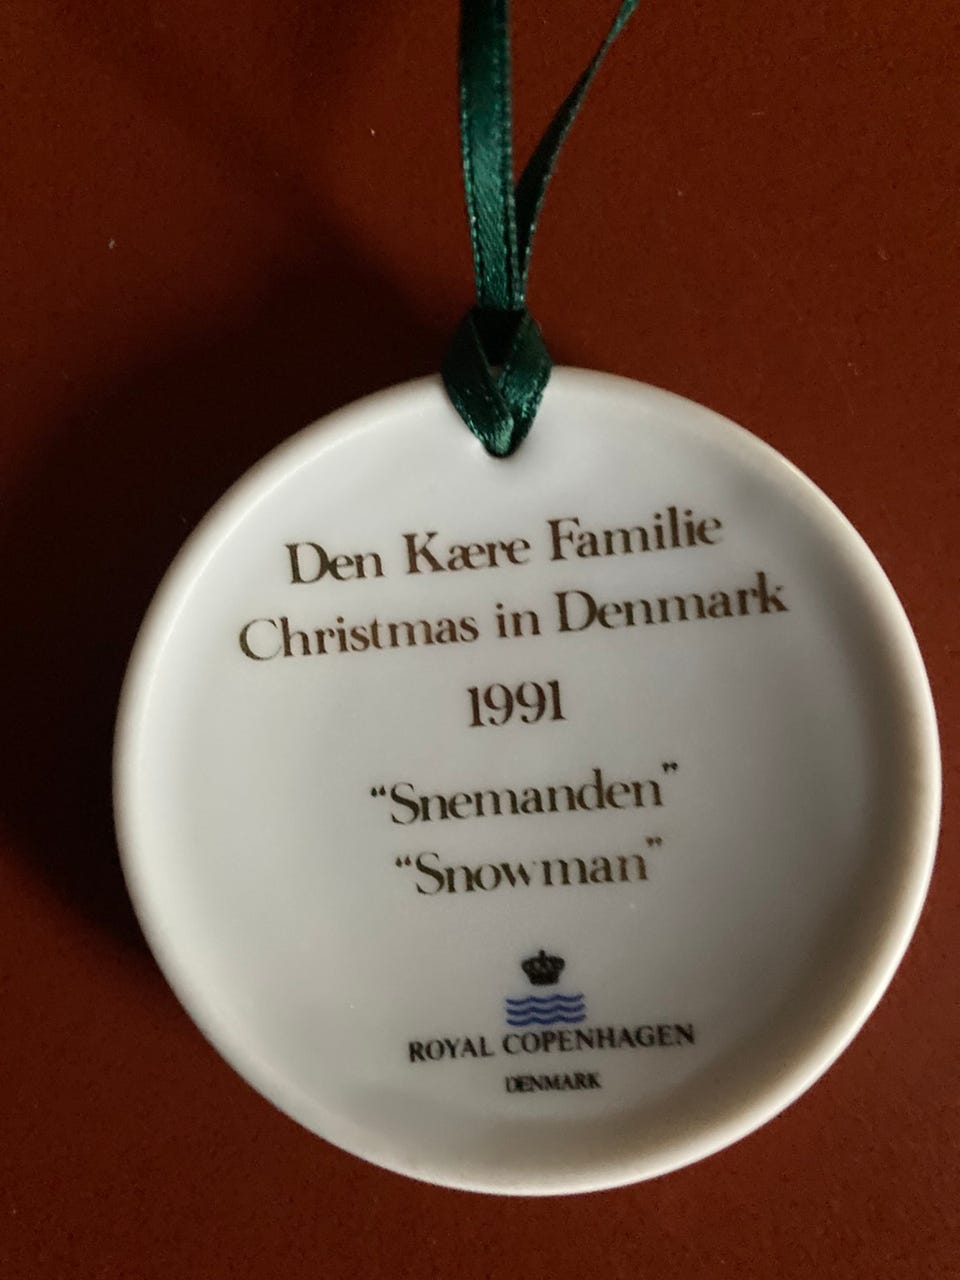 Den Kære Familie
Christmas in Denmark
1991
“Snemanden”
“Snowman”
ROYAL COPENHAGEN
DENMARK